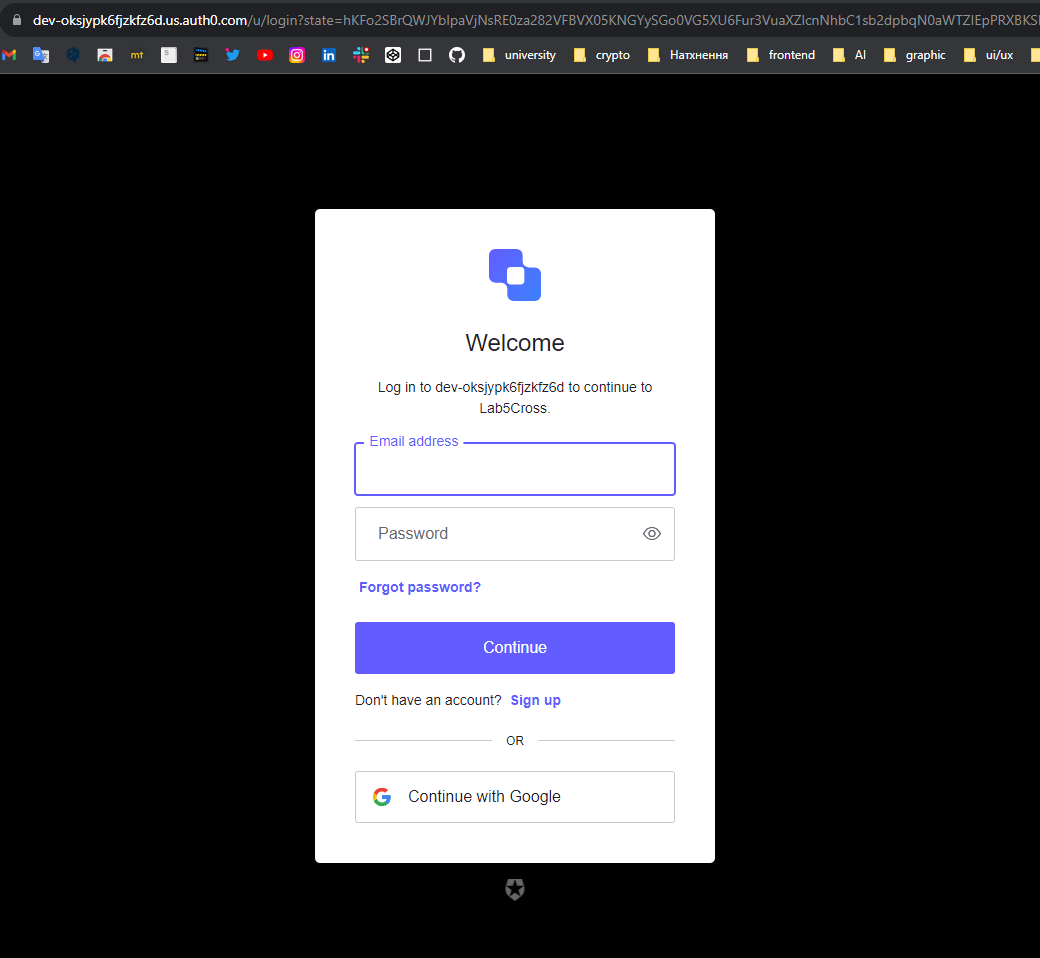 dev-oksjypk6fjzkfz6d.us.auth0.com/u/login?state=
mt S university crypto Натхнення frontend AI graphic ui/ux
Welcome
Log in to dev-oksjypk6fjzkfz6d to continue to
Lab5Cross.
Email address
Password
Forgot password?
Continue
Don't have an account? Sign up
OR
Continue with Google